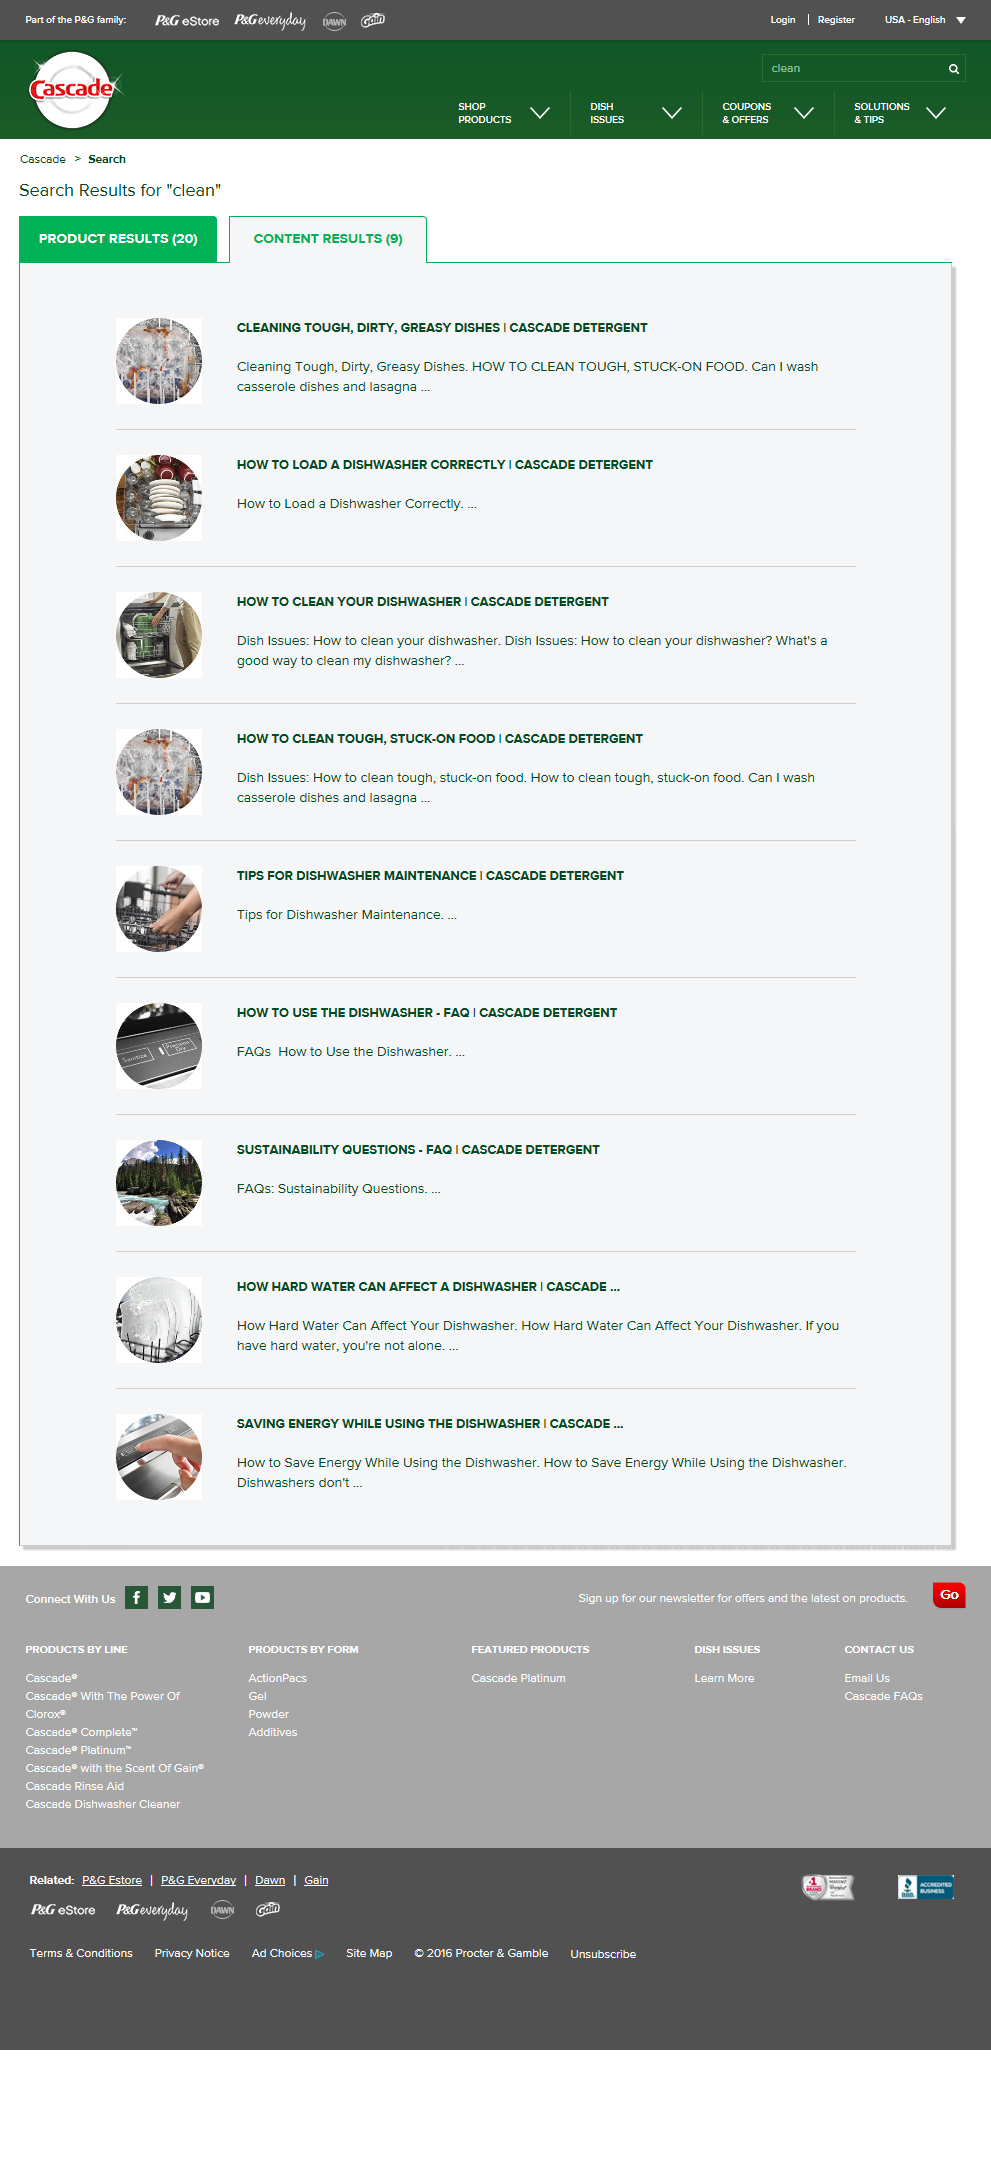 Part of the P&G family:
P&G eStore
P&G everyday
DAWN
Gain
Login | Register
USA - English
Cascade
clean
SHOP
PRODUCTS
DISH
ISSUES
COUPONS
& OFFERS
SOLUTIONS
& TIPS
Cascade > Search
Search Results for "clean"
PRODUCT RESULTS (20)
CONTENT RESULTS (9)
CLEANING TOUGH, DIRTY, GREASY DISHES | CASCADE DETERGENT
Cleaning Tough, Dirty, Greasy Dishes. HOW TO CLEAN TOUGH, STUCK-ON FOOD. Can I wash
casserole dishes and lasagna ...
HOW TO LOAD A DISHWASHER CORRECTLY | CASCADE DETERGENT
How to Load a Dishwasher Correctly. ...
HOW TO CLEAN YOUR DISHWASHER | CASCADE DETERGENT
Dish Issues: How to clean your dishwasher. Dish Issues: How to clean your dishwasher? What's a
good way to clean my dishwasher? ...
HOW TO CLEAN TOUGH, STUCK-ON FOOD | CASCADE DETERGENT
Dish Issues: How to clean tough, stuck-on food. How to clean tough, stuck-on food. Can I wash
casserole dishes and lasagna ...
TIPS FOR DISHWASHER MAINTENANCE | CASCADE DETERGENT
Tips for Dishwasher Maintenance. ...
Sanitize
Dry
HOW TO USE THE DISHWASHER - FAQ | CASCADE DETERGENT
FAQs  How to Use the Dishwasher. ...
SUSTAINABILITY QUESTIONS - FAQ | CASCADE DETERGENT
FAQs: Sustainability Questions. ...
HOW HARD WATER CAN AFFECT A DISHWASHER | CASCADE ...
How Hard Water Can Affect Your Dishwasher. How Hard Water Can Affect Your Dishwasher. If you
have hard water, you're not alone. ...
SAVING ENERGY WHILE USING THE DISHWASHER | CASCADE ...
How to Save Energy While Using the Dishwasher. How to Save Energy While Using the Dishwasher.
Dishwashers don't ...
Connect With Us
Sign up for our newsletter for offers and the latest on products.
Go
PRODUCTS BY LINE
Cascade®
Cascade® With The Power Of
Clorox®
Cascade® Complete™
Cascade® Platinum™
Cascade® with the Scent Of Gain®
Cascade Rinse Aid
Cascade Dishwasher Cleaner
PRODUCTS BY FORM
ActionPacs
Gel
Powder
Additives
FEATURED PRODUCTS
Cascade Platinum
DISH ISSUES
Learn More
CONTACT US
Email Us
Cascade FAQs
Related: P&G Estore | P&G Everyday | Dawn | Gain
P&G eStore
P&G everyday
DAWN
Gain
#1
BRAND
BBB.
ACCREDITED
BUSINESS
Terms & Conditions
Privacy Notice
Ad Choices
Site Map
© 2016 Procter & Gamble
Unsubscribe